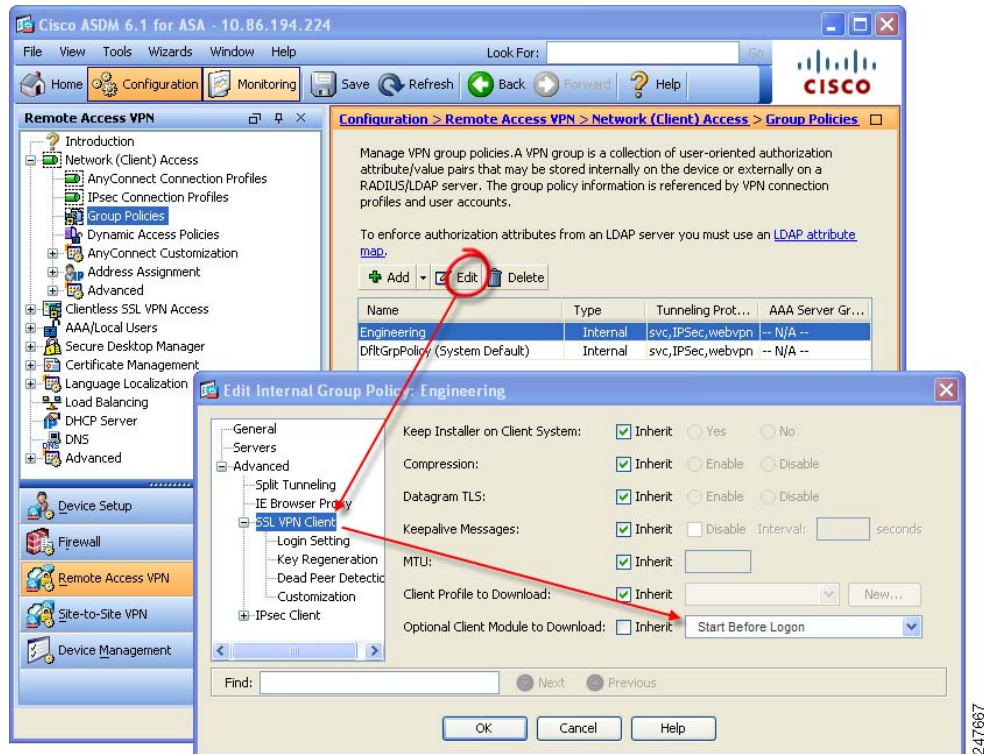 Cisco ASDM 6.1 for ASA - 10.86.194.224
File View Tools Wizards Window Help Look For: Go
Home Configuration Monitoring Save Refresh Back Forward Help
CISCO
Remote Access VPN
Introduction
Network (Client) Access
AnyConnect Connection Profiles
IPsec Connection Profiles
Group Policies
Dynamic Access Policies
AnyConnect Customization
Address Assignment
Advanced
Clientless SSL VPN Access
AAA/Local Users
Secure Desktop Manager
Certificate Management
Language Localization
Load Balancing
DHCP Server
DNS
Advanced
Device Setup
Firewall
Remote Access VPN
Site-to-Site VPN
Device Management
Configuration > Remote Access VPN > Network (Client) Access > Group Policies
Manage VPN group policies.A VPN group is a collection of user-oriented authorization
attribute/value pairs that may be stored internally on the device or externally on a
RADIUS/LDAP server. The group policy information is referenced by VPN connection
profiles and user accounts.
To enforce authorization attributes from an LDAP server you must use an LDAP attribute
map.
Add Edit Delete
Name Type Tunneling Prot... AAA Server Gr...
Engineering Internal svc,IPSec,webvpn -- N/A --
DfltGrpPolicy (System Default) Internal svc,IPSec,webvpn -- N/A --
Edit Internal Group Policy: Engineering
General
Servers
Advanced
Split Tunneling
IE Browser Proxy
SSL VPN Client
Login Setting
Key Regeneration
Dead Peer Detectic
Customization
IPsec Client
Keep Installer on Client System: Inherit Yes No
Compression: Inherit Enable Disable
Datagram TLS: Inherit Enable Disable
Keepalive Messages: Inherit Disable Interval: seconds
MTU: Inherit
Client Profile to Download: Inherit New...
Optional Client Module to Download: Inherit Start Before Logon
Find: Next Previous
OK Cancel Help
247667